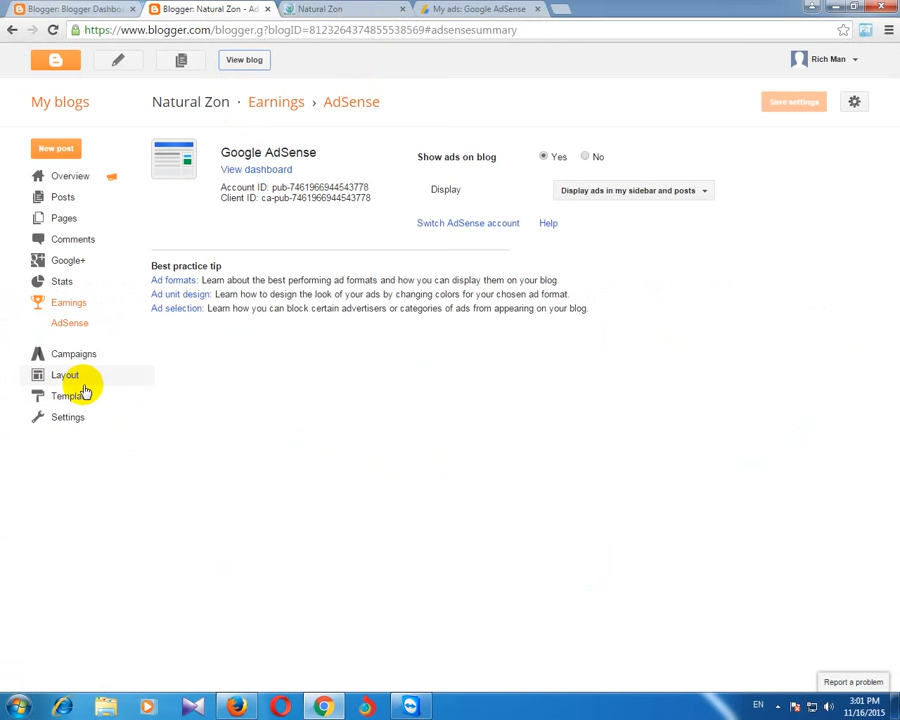 Blogger: Blogger Dashboa
Blogger: Natural Zon - Ad
Natural Zon
My ads: Google AdSense
https://www.blogger.com/blogger.g?blogID=8123264374855538569#adsensesummary
View blog
Rich Man
My blogs
Natural Zon · Earnings › AdSense
Save settings
New post
Overview
Posts
Pages
Comments
Google+
Stats
Earnings
AdSense
Campaigns
Layout
Settings
Google AdSense
View dashboard
Account ID: pub-7461966944543778
Client ID: ca-pub-7461966944543778
Show ads on blog
Yes
No
Display
Display ads in my sidebar and posts
Switch AdSense account
Help
Best practice tip
Ad formats: Learn about the best performing ad formats and how you can display them on your blog.
Ad unit design: Learn how to design the look of your ads by changing colors for your chosen ad format.
Ad selection: Learn how you can block certain advertisers or categories of ads from appearing on your blog.
Report a problem
EN
3:01 PM
11/16/2015